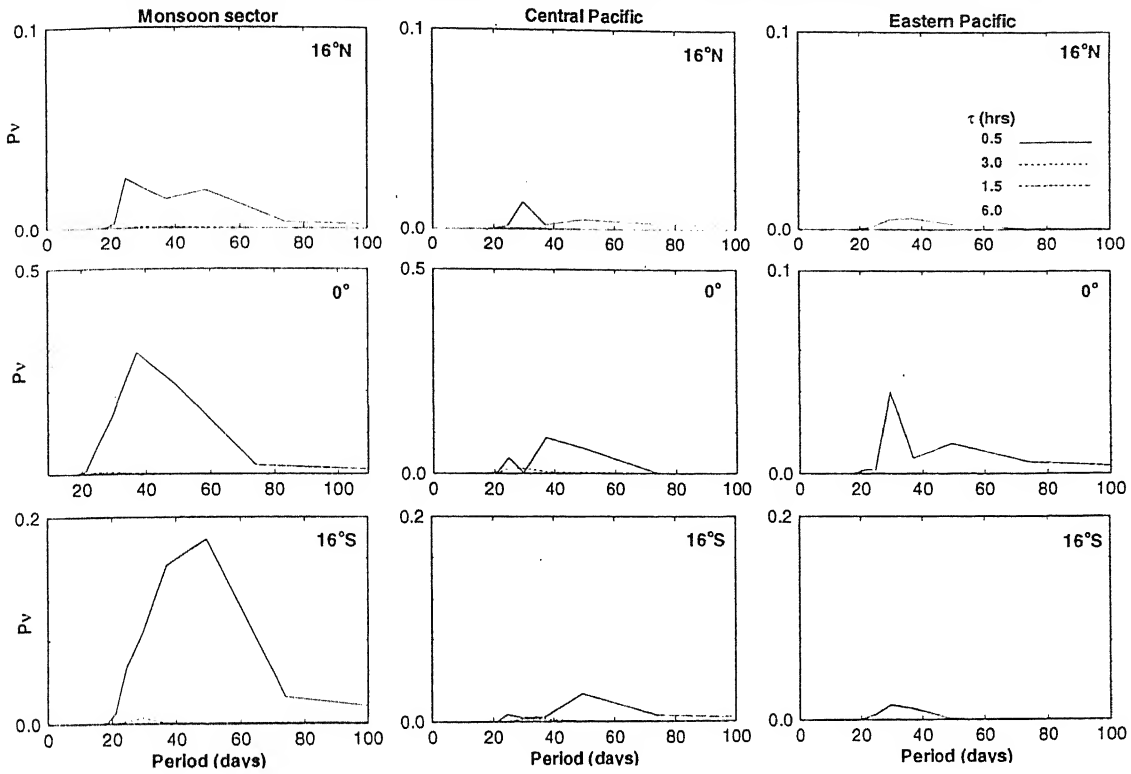 Monsoon sector Central Pacific Eastern Pacific
0.1 16°N 0.1 16°N 0.1 16°N
τ (hrs)
0.5
3.0
1.5
6.0
Pν
0.0 0.0 0.0
0 20 40 60 80 100 0 20 40 60 80 100 0 20 40 60 80 100
0.5 0° 0.5 0° 0.1 0°
Pν
0.0 0.0
20 40 60 80 100 0 20 40 60 80 100 0 20 40 60 80 100
0.2 16°S 0.2 16°S 0.2 16°S
Pν
0.0 0.0 0.0
0 20 40 60 80 100 0 20 40 60 80 100 0 20 40 60 80 100
Period (days) Period (days) Period (days)